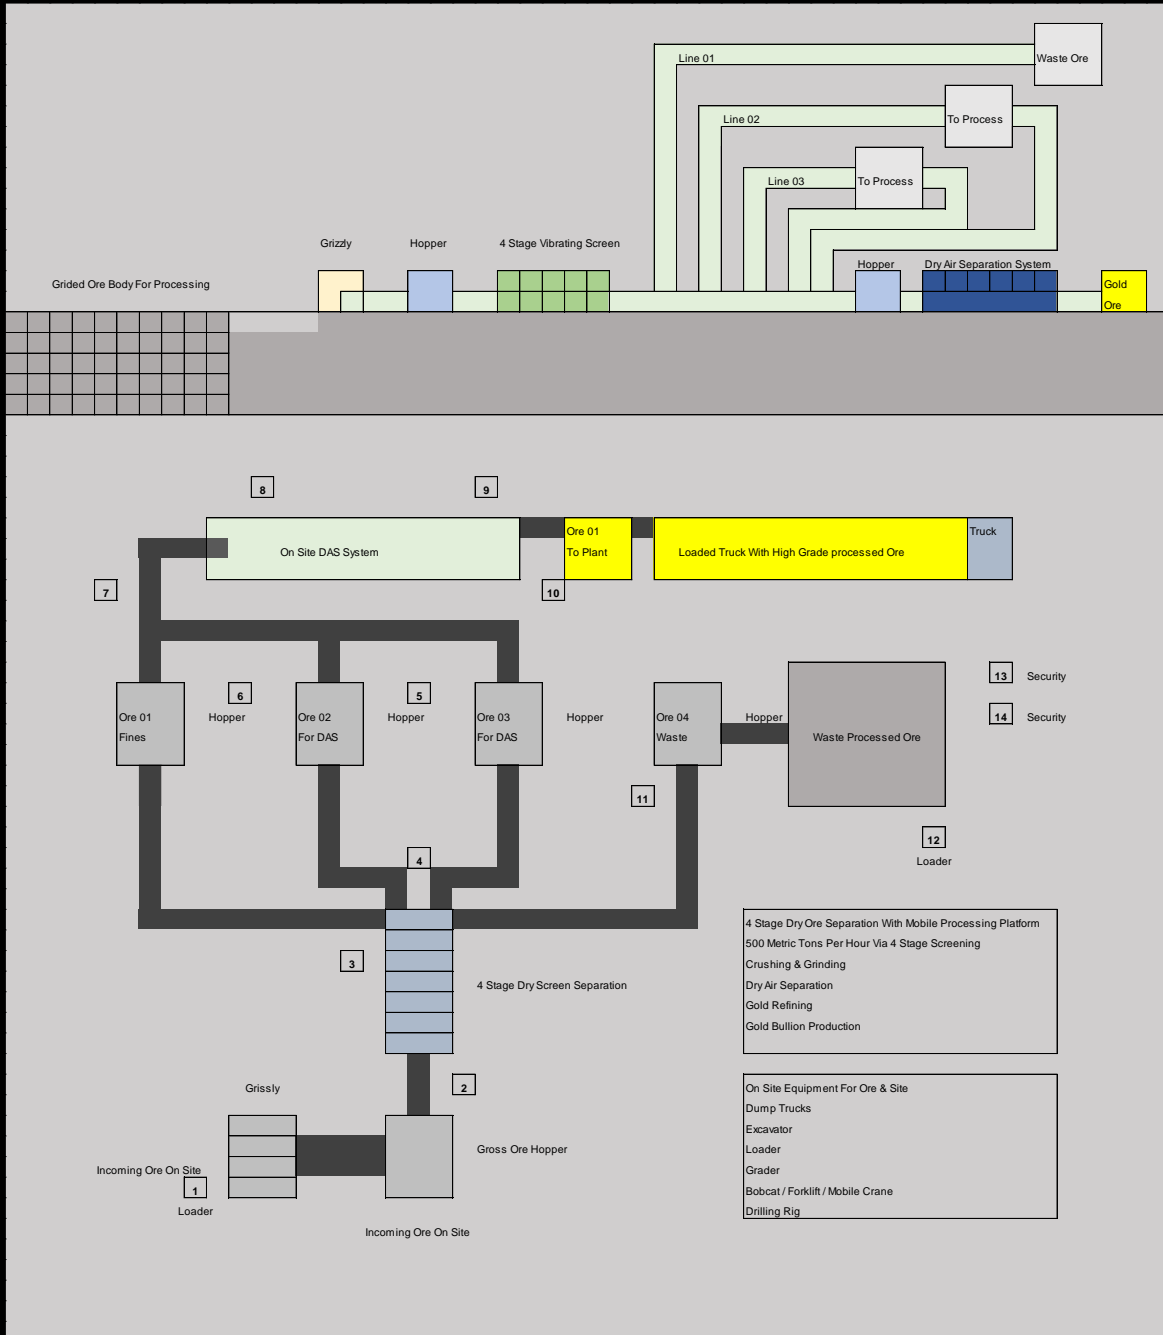 Waste Ore
Line 01
Line 02
To Process
Line 03
To Process
Grizzly
Hopper
4 Stage Vibrating Screen
Hopper
Dry Air Separation System
Grided Ore Body For Processing
Gold
Ore
8
9
Ore 01
To Plant
On Site DAS System
Loaded Truck With High Grade processed Ore
Truck
7
10
6
5
13
Security
Ore 01
Fines
Hopper
Ore 02
For DAS
Hopper
Ore 03
For DAS
Hopper
Ore 04
Waste
Hopper
14
Security
Waste Processed Ore
11
12
Loader
4
3
4 Stage Dry Screen Separation
4 Stage Dry Ore Separation With Mobile Processing Platform
500 Metric Tons Per Hour Via 4 Stage Screening
Crushing & Grinding
Dry Air Separation
Gold Refining
Gold Bullion Production
2
Grissly
Gross Ore Hopper
Incoming Ore On Site
1
Loader
Incoming Ore On Site
On Site Equipment For Ore & Site
Dump Trucks
Excavator
Loader
Grader
Bobcat / Forklift / Mobile Crane
Drilling Rig